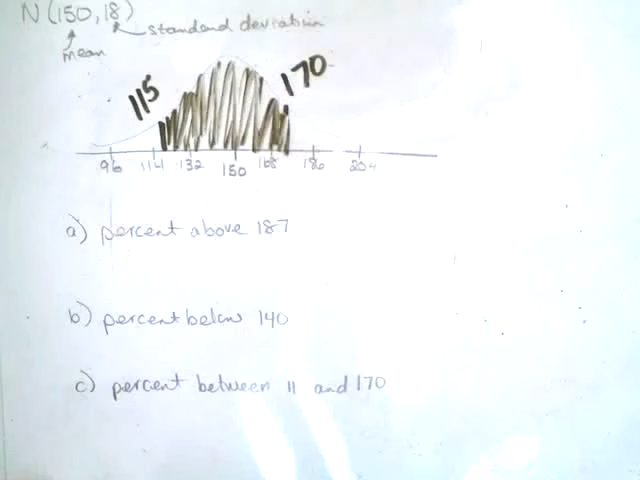 N(150,18)
standard deviation
mean
115
170
96 114 132 150 168 186 204
a) percent above 187
b) percent below 140
c) percent between 11 and 170